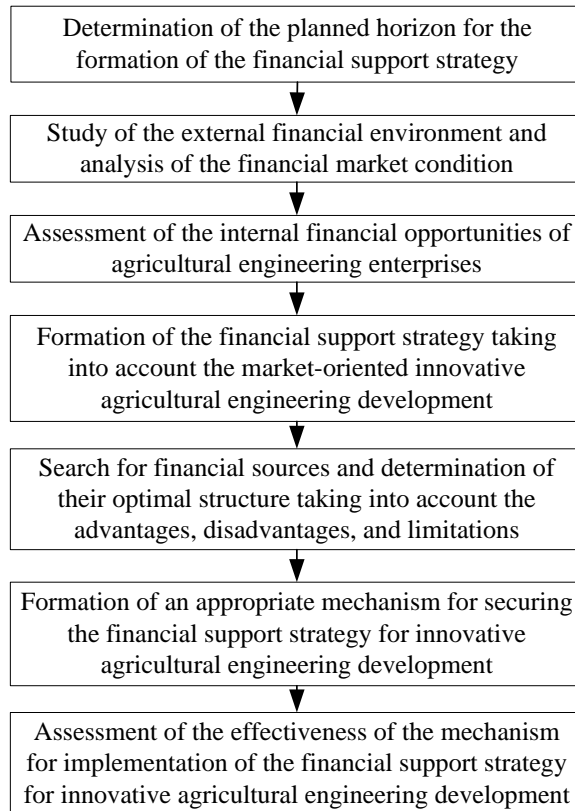 Determination of the planned horizon for the
formation of the financial support strategy
Study of the external financial environment and
analysis of the financial market condition
Assessment of the internal financial opportunities of
agricultural engineering enterprises
Formation of the financial support strategy taking
into account the market-oriented innovative
agricultural engineering development
Search for financial sources and determination of
their optimal structure taking into account the
advantages, disadvantages, and limitations
Formation of an appropriate mechanism for securing
the financial support strategy for innovative
agricultural engineering development
Assessment of the effectiveness of the mechanism
for implementation of the financial support strategy
for innovative agricultural engineering development